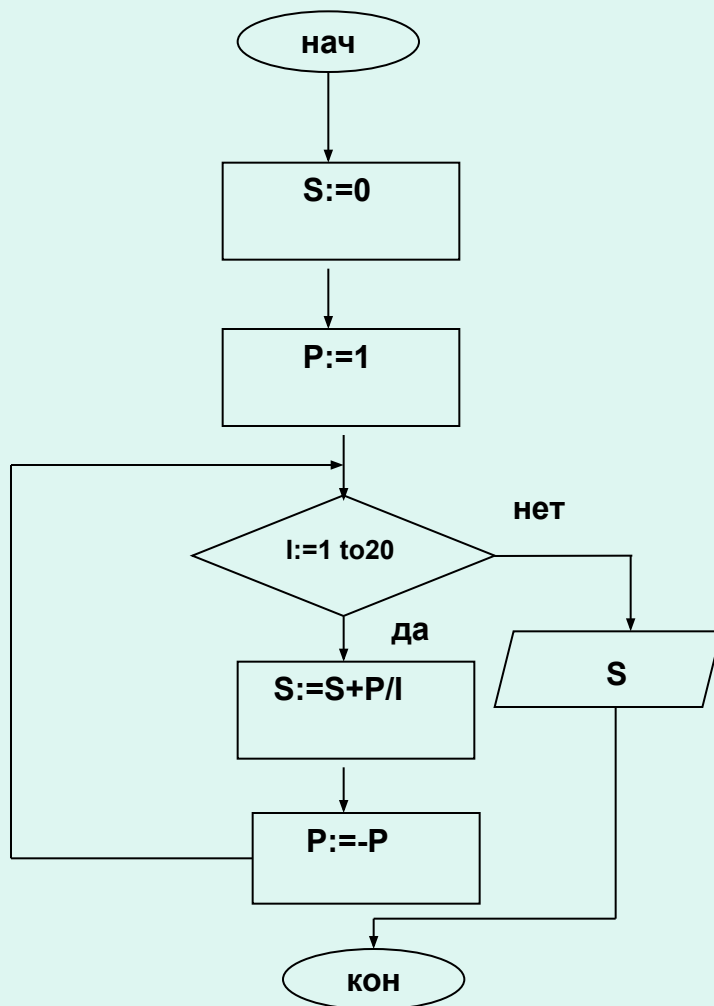 нач
S:=0
P:=1
нет
I:=1 to20
да
S
S:=S+P/I
P:=-P
кон